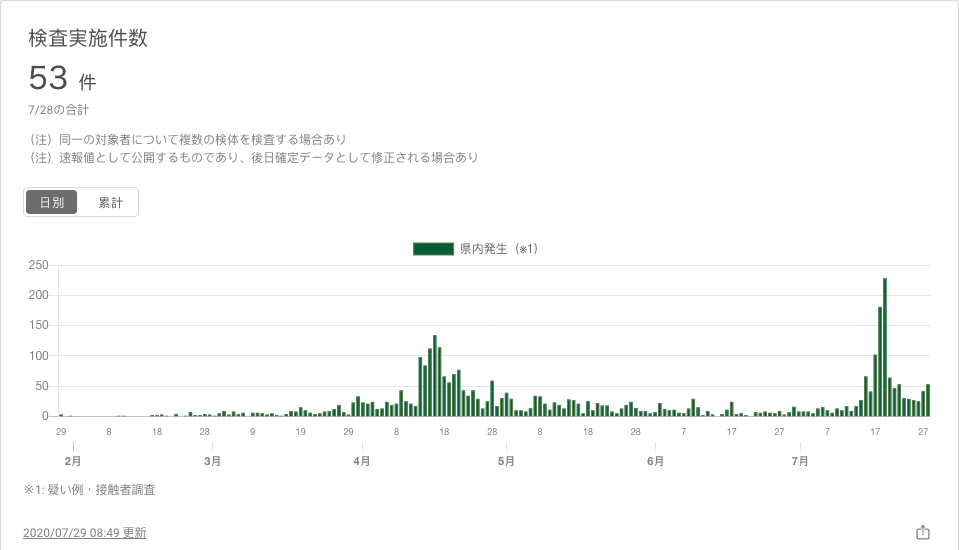 検査実施件数
53 件
7/28の合計
（注）同一の対象者について複数の検体を検査する場合あり
（注）速報値として公開するものであり、後日確定データとして修正される場合あり
日別 累計
県内発生（※1）
250
200
150
100
50
0
29 8 18 28 9 19 29 8 18 28 8 18 28 7 17 27 7 17 27
2月 3月 4月 5月 6月 7月
※1: 疑い例・接触者調査
2020/07/29 08:49 更新